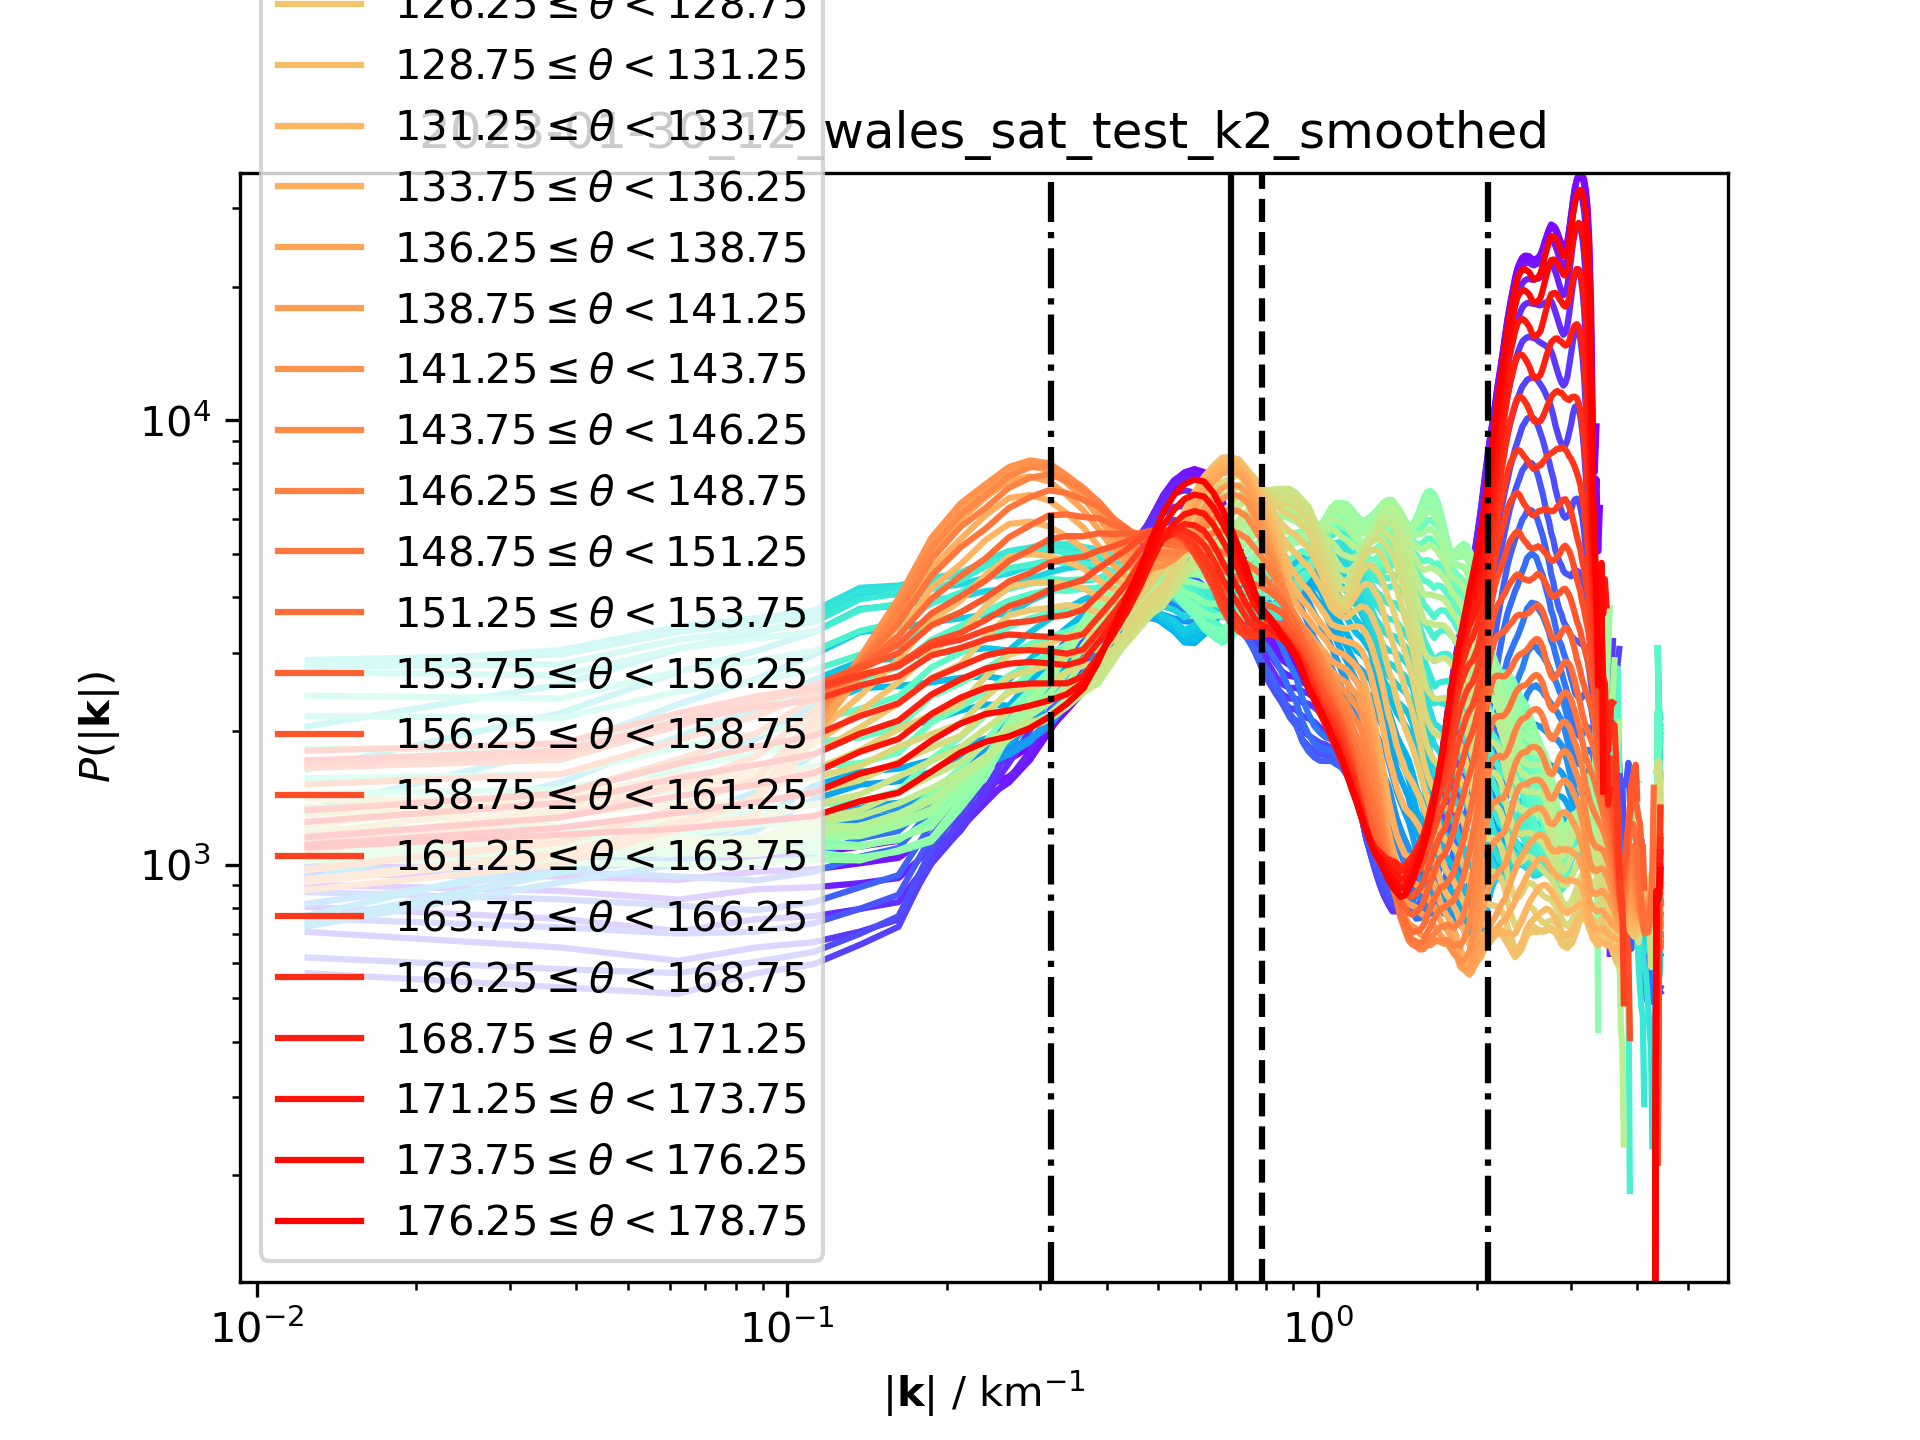 126.25 ≤ θ < 128.75
128.75 ≤ θ < 131.25
131.25 ≤ θ < 133.75
2023-01-30_12_wales_sat_test_k2_smoothed
133.75 ≤ θ < 136.25
136.25 ≤ θ < 138.75
138.75 ≤ θ < 141.25
141.25 ≤ θ < 143.75
143.75 ≤ θ < 146.25
146.25 ≤ θ < 148.75
148.75 ≤ θ < 151.25
151.25 ≤ θ < 153.75
153.75 ≤ θ < 156.25
156.25 ≤ θ < 158.75
158.75 ≤ θ < 161.25
161.25 ≤ θ < 163.75
163.75 ≤ θ < 166.25
166.25 ≤ θ < 168.75
168.75 ≤ θ < 171.25
171.25 ≤ θ < 173.75
173.75 ≤ θ < 176.25
176.25 ≤ θ < 178.75
10⁴
10³
P(|k|)
10⁻² 10⁻¹ 10⁰
|k| / km⁻¹